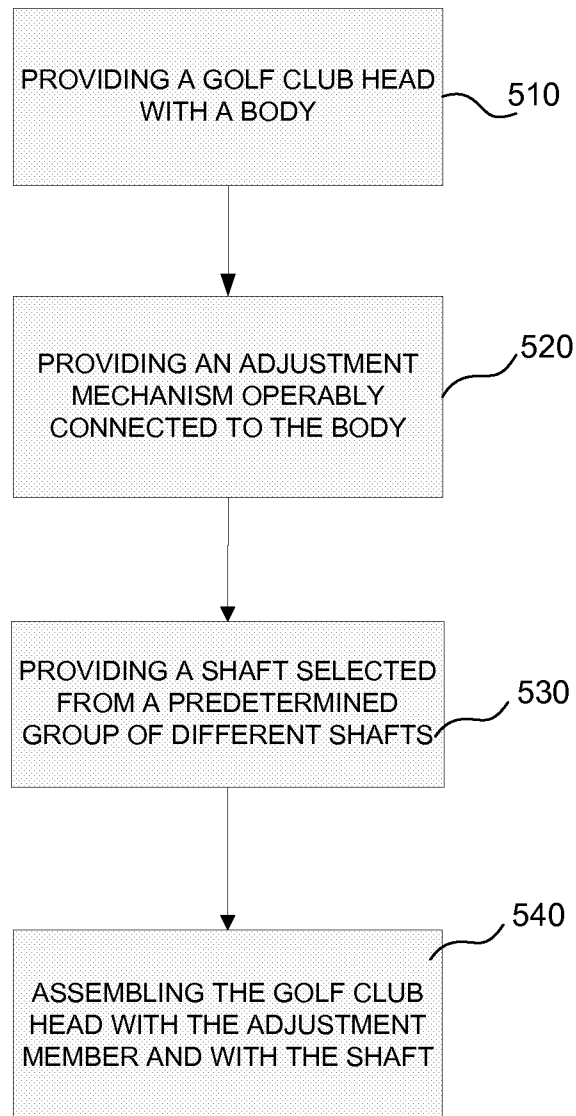 PROVIDING A GOLF CLUB HEAD
WITH A BODY
510
PROVIDING AN ADJUSTMENT
MECHANISM OPERABLY
CONNECTED TO THE BODY
520
PROVIDING A SHAFT SELECTED
FROM A PREDETERMINED
GROUP OF DIFFERENT SHAFTS
530
ASSEMBLING THE GOLF CLUB
HEAD WITH THE ADJUSTMENT
MEMBER AND WITH THE SHAFT
540